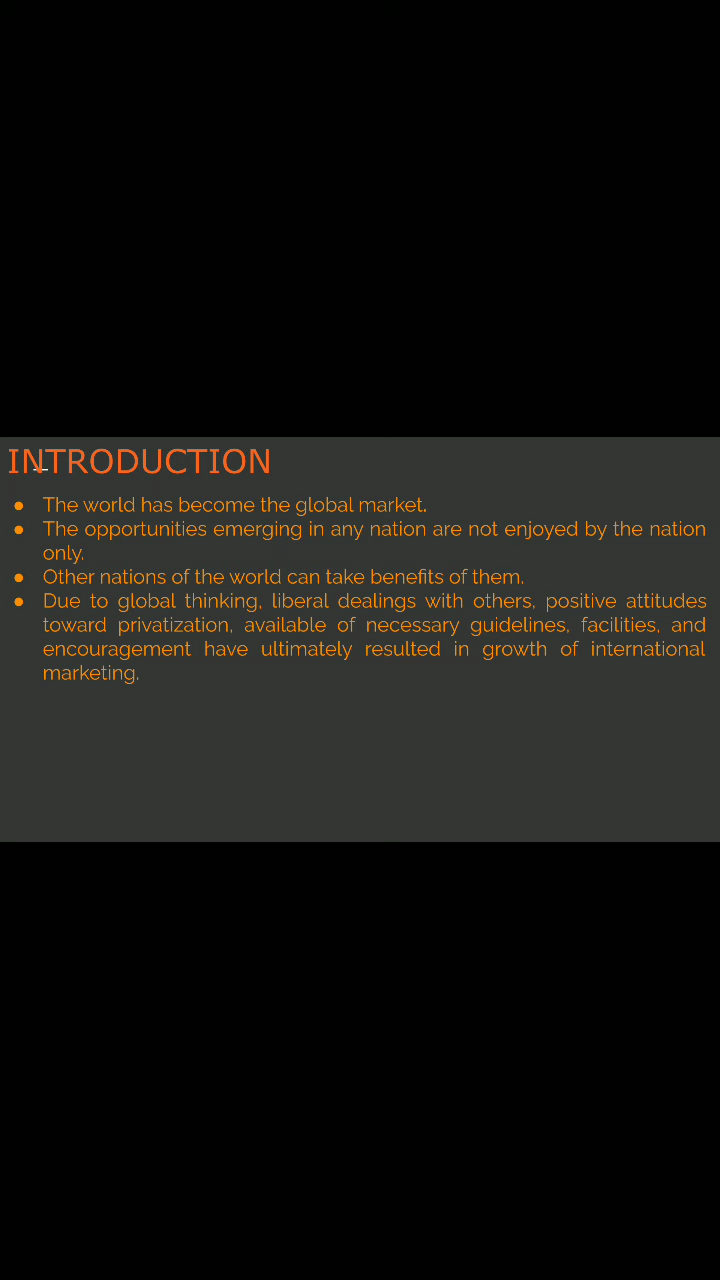 INTRODUCTION
● The world has become the global market.
● The opportunities emerging in any nation are not enjoyed by the nation
only.
● Other nations of the world can take benefits of them.
● Due to global thinking, liberal dealings with others, positive attitudes
toward privatization, available of necessary guidelines, facilities, and
encouragement have ultimately resulted in growth of international
marketing.